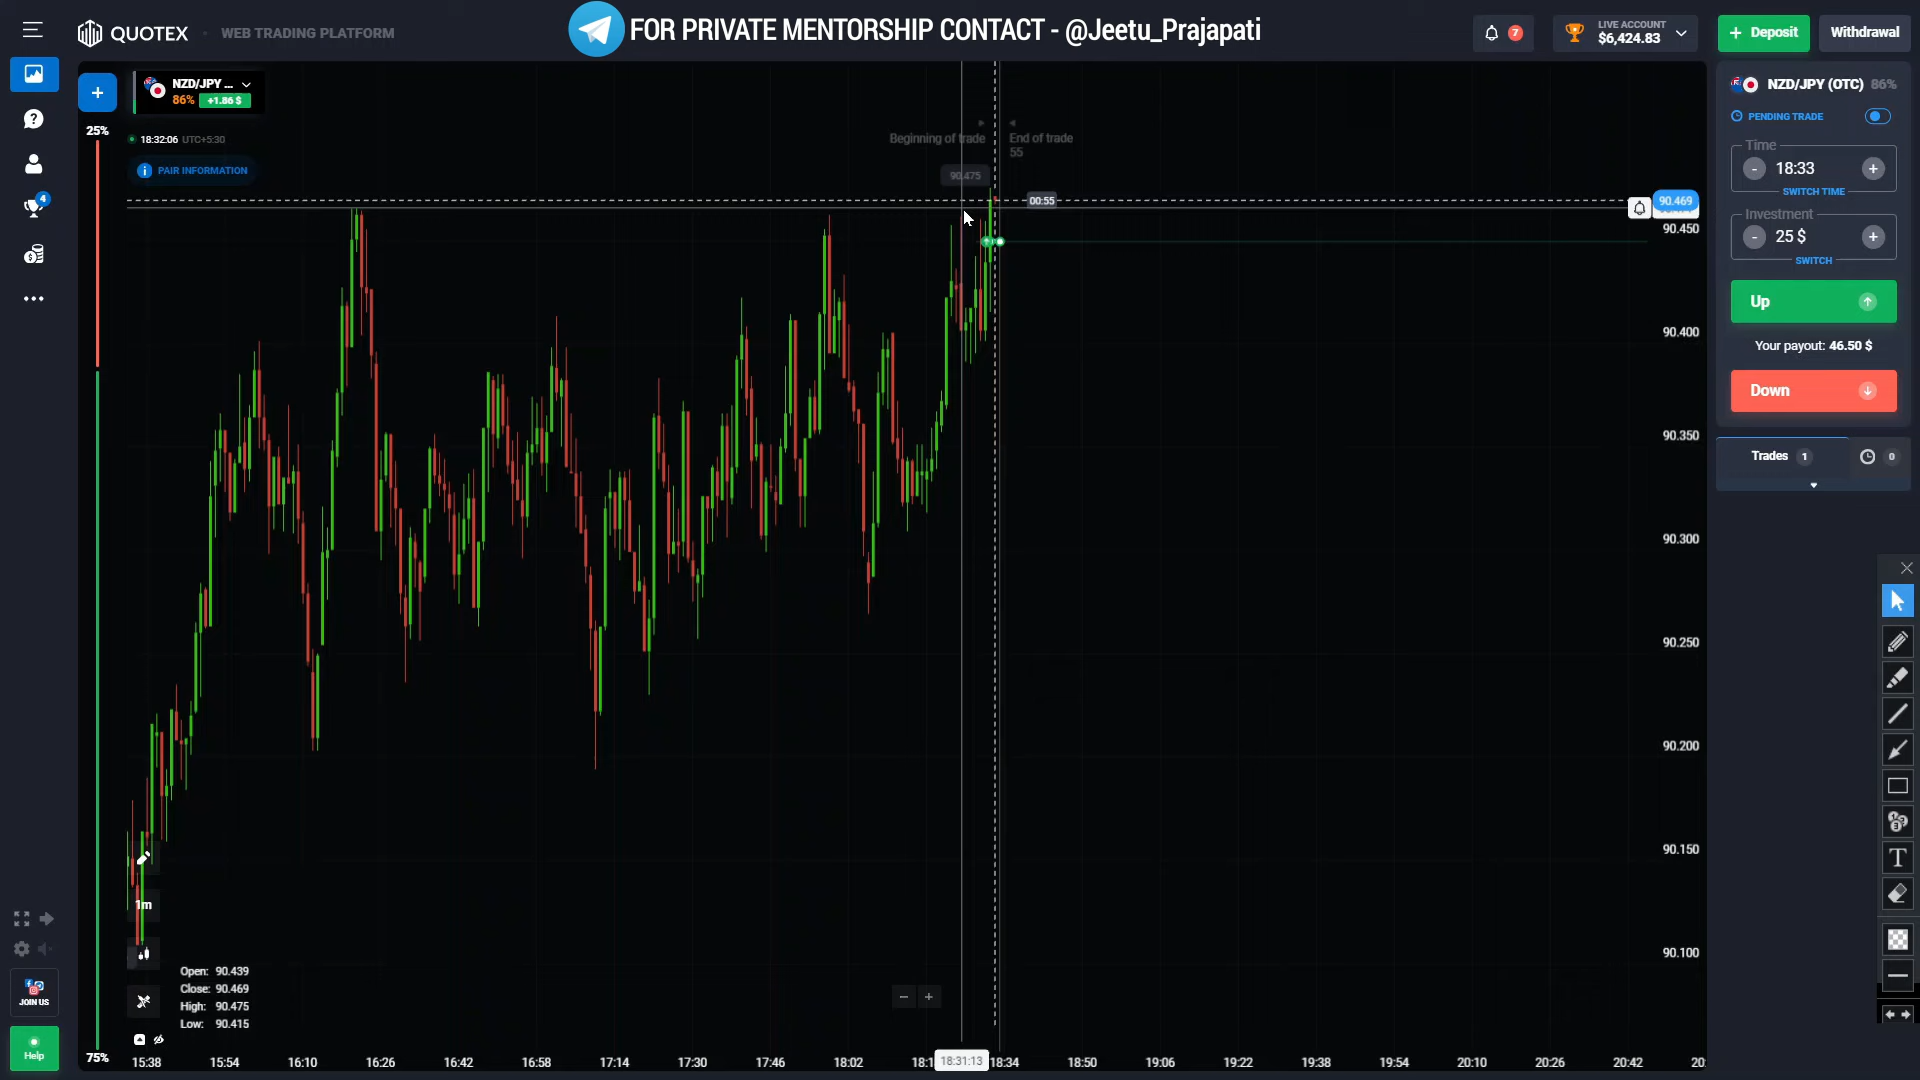 QUOTEX
WEB TRADING PLATFORM
FOR PRIVATE MENTORSHIP CONTACT - @Jeetu_Prajapati
7
LIVE ACCOUNT
$6,424.83
Deposit
Withdrawal
NZD/JPY ...
86% +1.86 $
25%
18:32:06 UTC+5:30
PAIR INFORMATION
Beginning of trade
End of trade
55
90.475
00:55
90.469
90.450
90.400
90.350
90.300
90.250
90.200
90.150
90.100
NZD/JPY (OTC) 86%
PENDING TRADE
Time
- 18:33 +
SWITCH TIME
Investment
- 25 $ +
SWITCH
Up
Your payout: 46.50 $
Down
Trades 1
0
4
1m
Open: 90.439
Close: 90.469
High: 90.475
Low: 90.415
JOIN US
Help
75%
15:38 15:54 16:10 16:26 16:42 16:58 17:14 17:30 17:46 18:02 18:1 18:31:13 18:34 18:50 19:06 19:22 19:38 19:54 20:10 20:26 20:42 20: